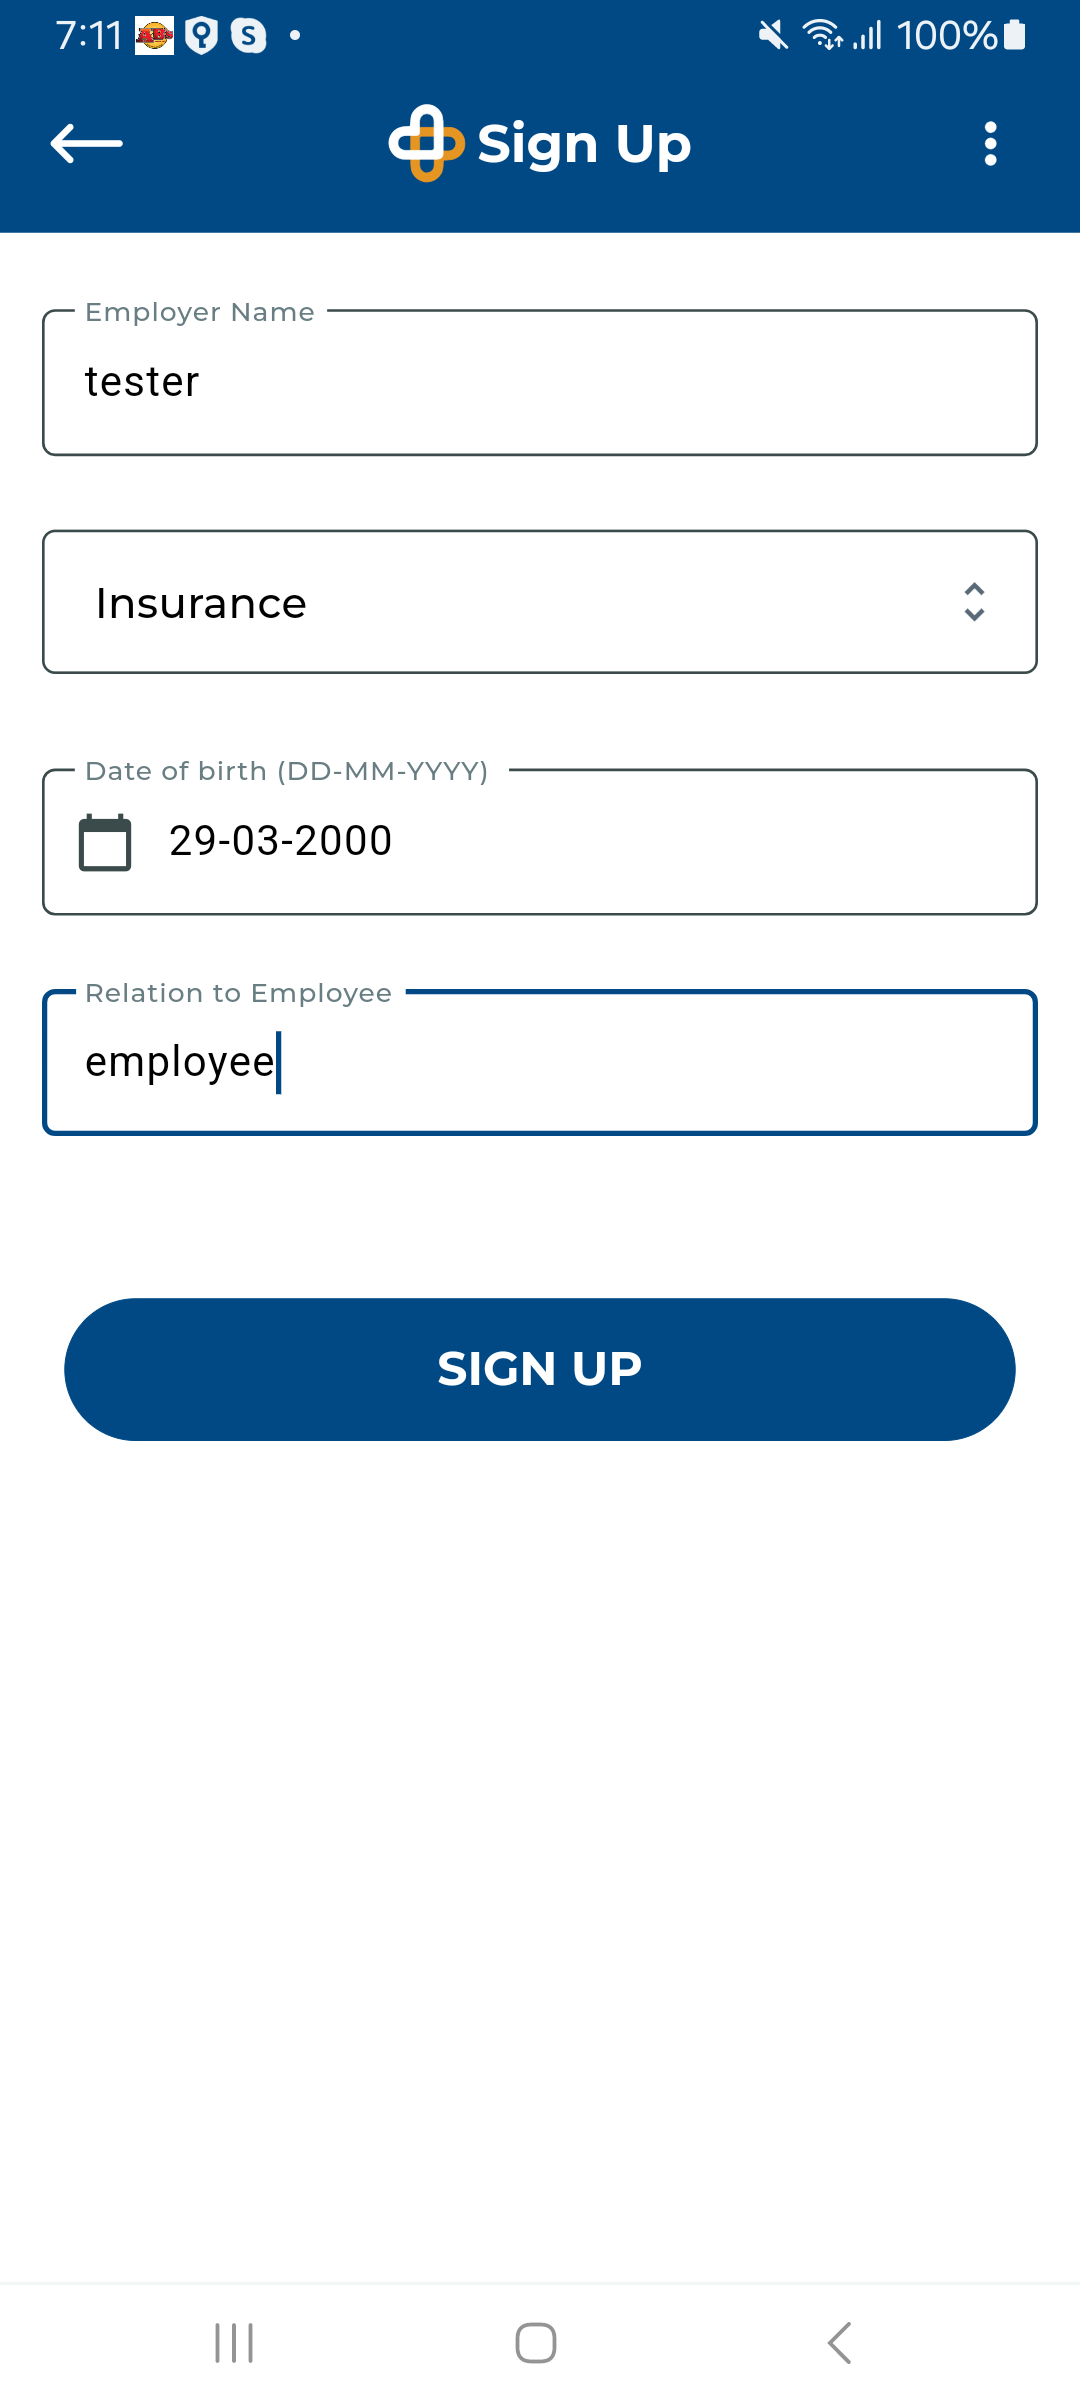 7:11 100%
Sign Up
Employer Name
tester
Insurance
Date of birth (DD-MM-YYYY)
29-03-2000
Relation to Employee
employee
SIGN UP